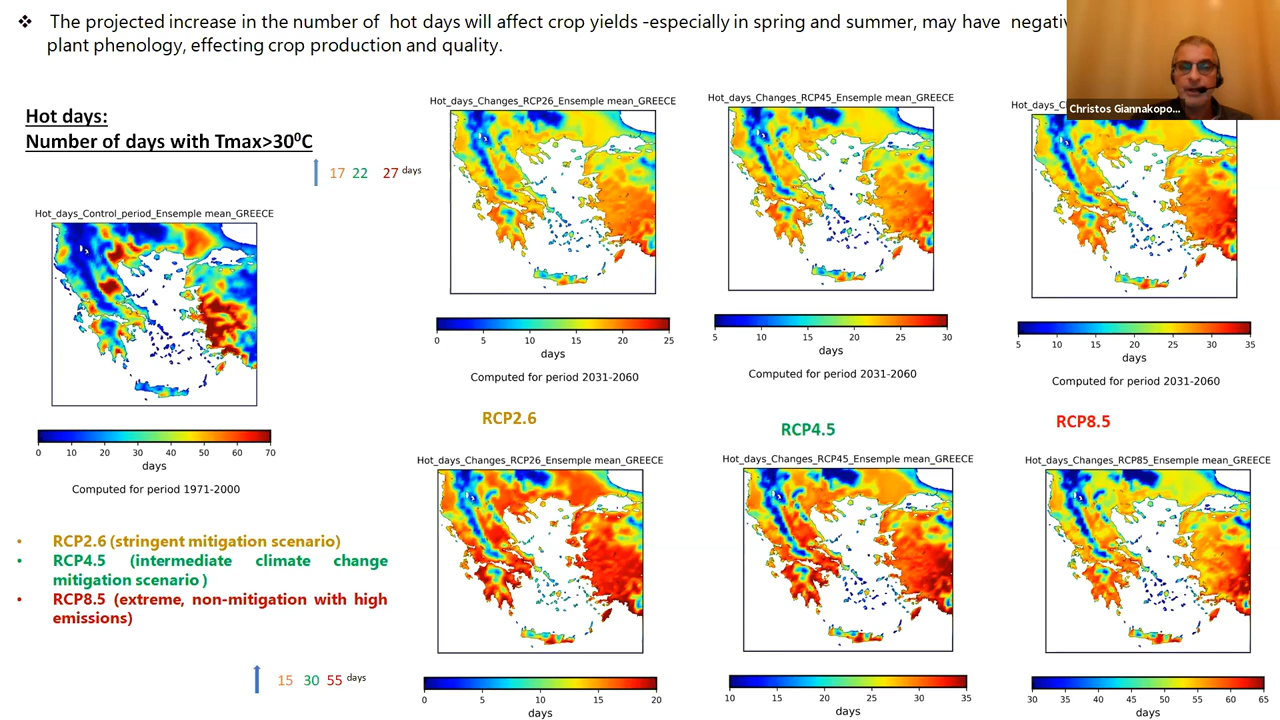 ❖ The projected increase in the number of hot days will affect crop yields -especially in spring and summer, may have
plant phenology, effecting crop production and quality.
Christos Giannakopo...
Hot days:
Number of days with Tmax>30⁰C
17 22 27 days
Hot_days_Control_period_Ensemple mean_GREECE
0 10 20 30 40 50 60 70
days
Computed for period 1971-2000
Hot_days_Changes_RCP26_Ensemple mean_GREECE
0 5 10 15 20 25
days
Computed for period 2031-2060
RCP2.6
Hot_days_Changes_RCP45_Ensemple mean_GREECE
5 10 15 20 25 30
days
Computed for period 2031-2060
RCP4.5
5 10 15 20 25 30 35
days
Computed for period 2031-2060
RCP8.5
• RCP2.6 (stringent mitigation scenario)
• RCP4.5 (intermediate climate change
mitigation scenario )
• RCP8.5 (extreme, non-mitigation with high
emissions)
15 30 55 days
Hot_days_Changes_RCP26_Ensemple mean_GREECE
0 5 10 15 20
days
Hot_days_Changes_RCP45_Ensemple mean_GREECE
10 15 20 25 30 35
days
Hot_days_Changes_RCP85_Ensemple mean_GREECE
30 35 40 45 50 55 60 65
days